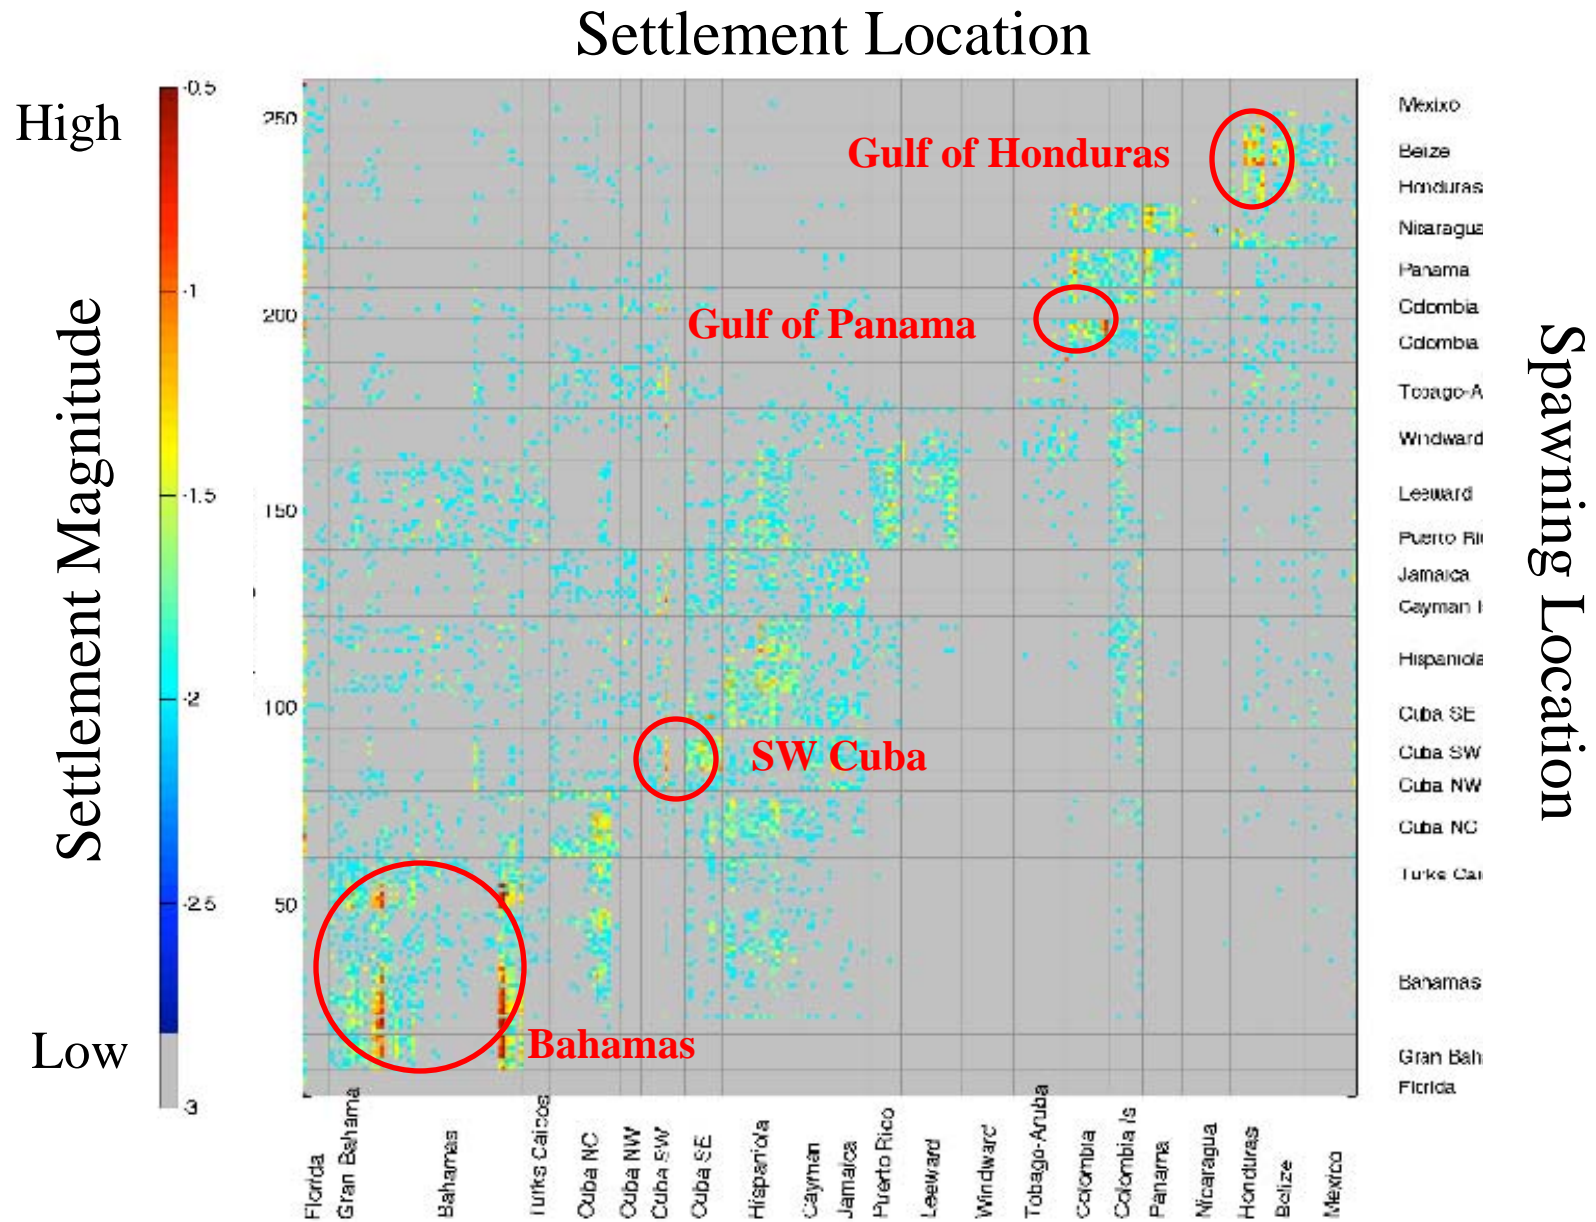 Settlement Location
High
Low
Settlement Magnitude
-0.5
-1
-1.5
-2
-2.5
-3
250
200
150
100
50
Gulf of Honduras
Gulf of Panama
SW Cuba
Bahamas
Mexixo
Belize
Honduras
Nicaragua
Panama
Colombia
Colombia
Tobago-A
Windward
Leeward
Puerto Ri
Jamaica
Cayman I
Hispaniola
Cuba SE
Cuba SW
Cuba NW
Cuba NC
Turks Cai
Bahamas
Gran Bah
Florida
Spawning Location
Florida
Gran Bahama
Bahamas
Turks Caicos
Cuba NC
Cuba NW
Cuba SW
Cuba SE
Hispaniola
Cayman
Jamaica
Puerto Rico
Leeward
Windward
Tobago-Aruba
Colombia
Colombia Is
Panama
Nicaragua
Honduras
Belize
Mexico